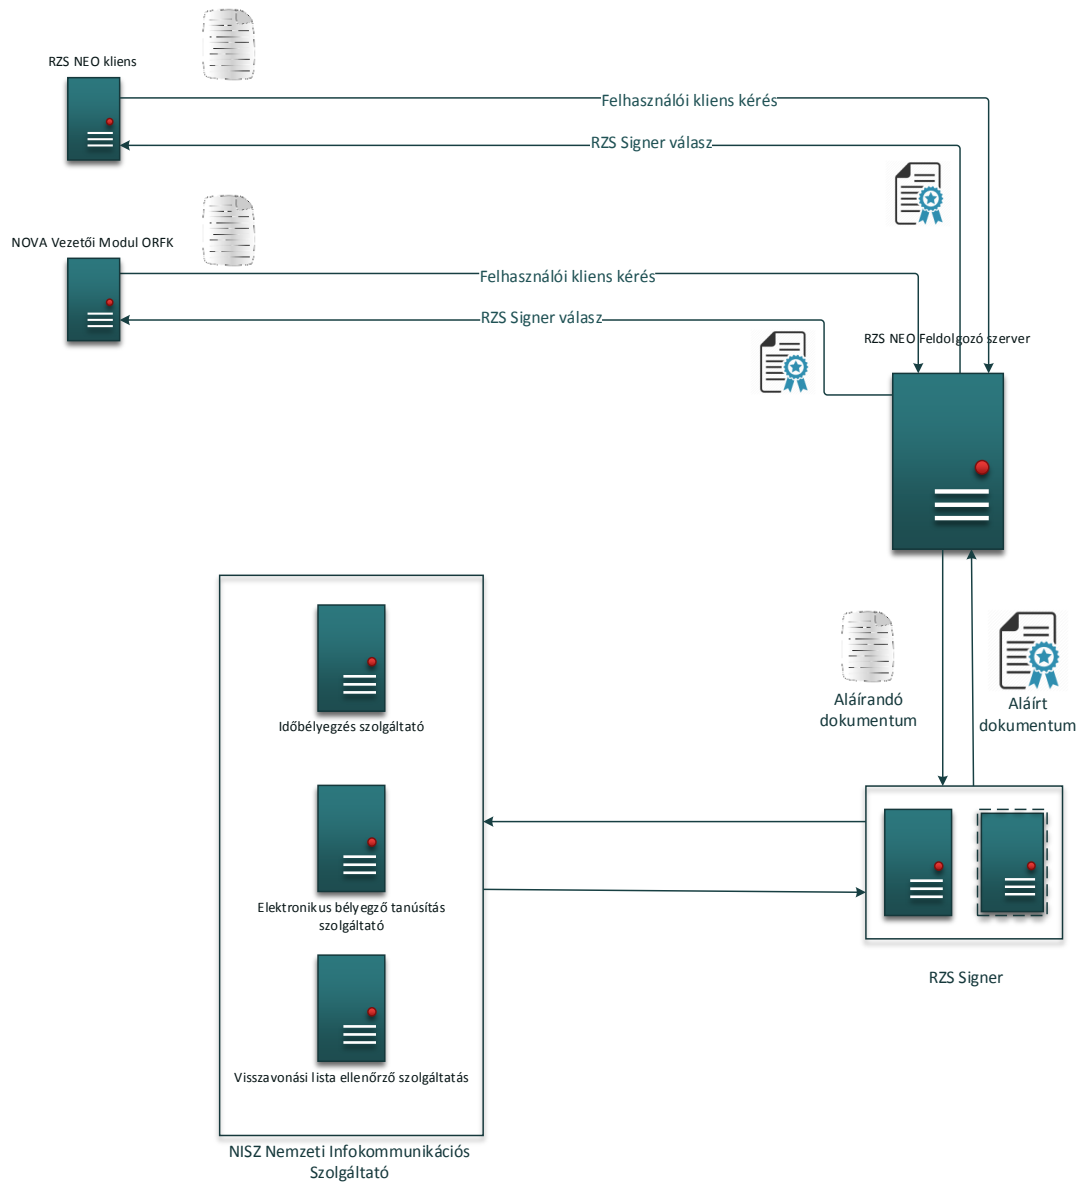 RZS NEO kliens
Felhasználói kliens kérés
RZS Signer válasz
NOVA Vezetői Modul ORFK
Felhasználói kliens kérés
RZS Signer válasz
RZS NEO Feldolgozó szerver
Aláírandó
dokumentum
Aláírt
dokumentum
Időbélyegzés szolgáltató
Elektronikus bélyegző tanúsítás
szolgáltató
RZS Signer
Visszavonási lista ellenőrző szolgáltatás
NISZ Nemzeti Infokommunikációs
Szolgáltató